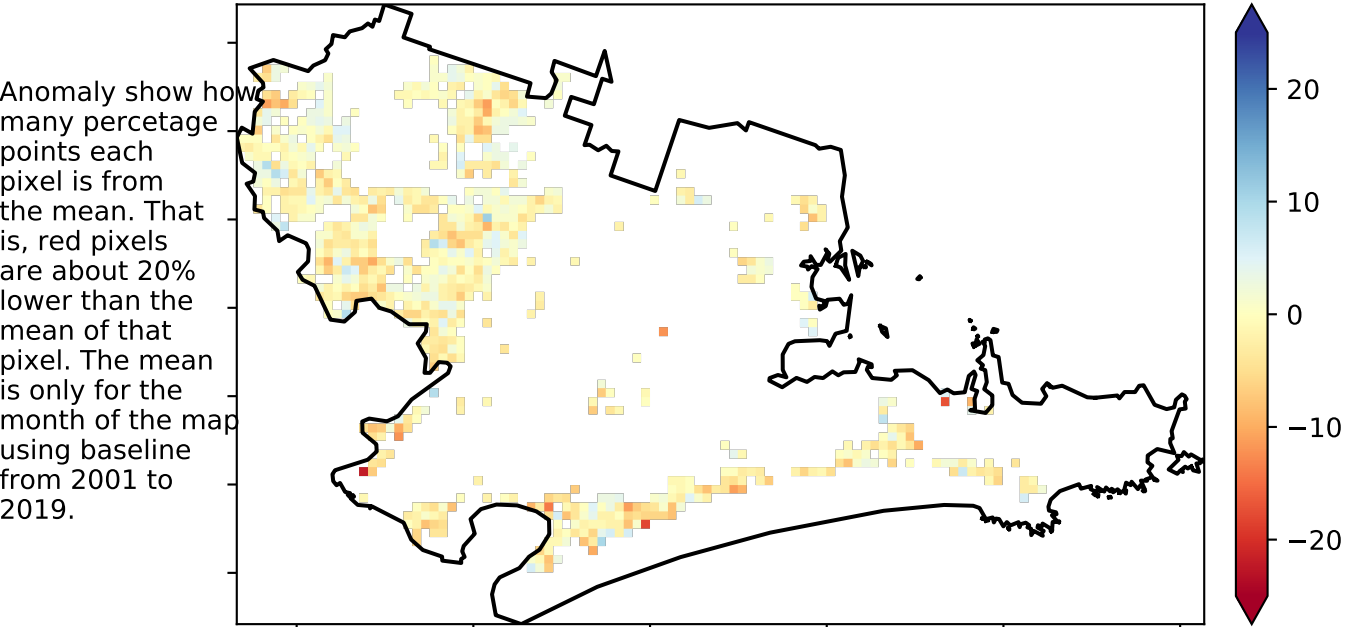 Anomaly show how
many percetage
points each
pixel is from
the mean. That
is, red pixels
are about 20%
lower than the
mean of that
pixel. The mean
is only for the
month of the map
using baseline
from 2001 to
2019.
20
10
0
−10
−20